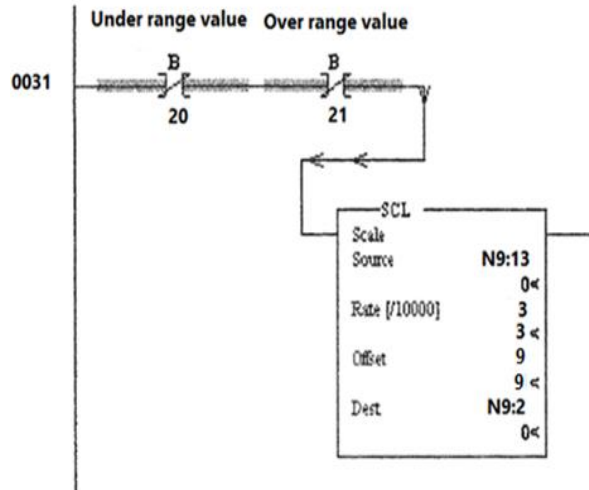 Under range value Over range value
B B
0031
20 21
SCL
Scale
Source N9:13
0<
Rate [/10000] 3
3 <
Offset 9
9 <
Dest N9:2
0<